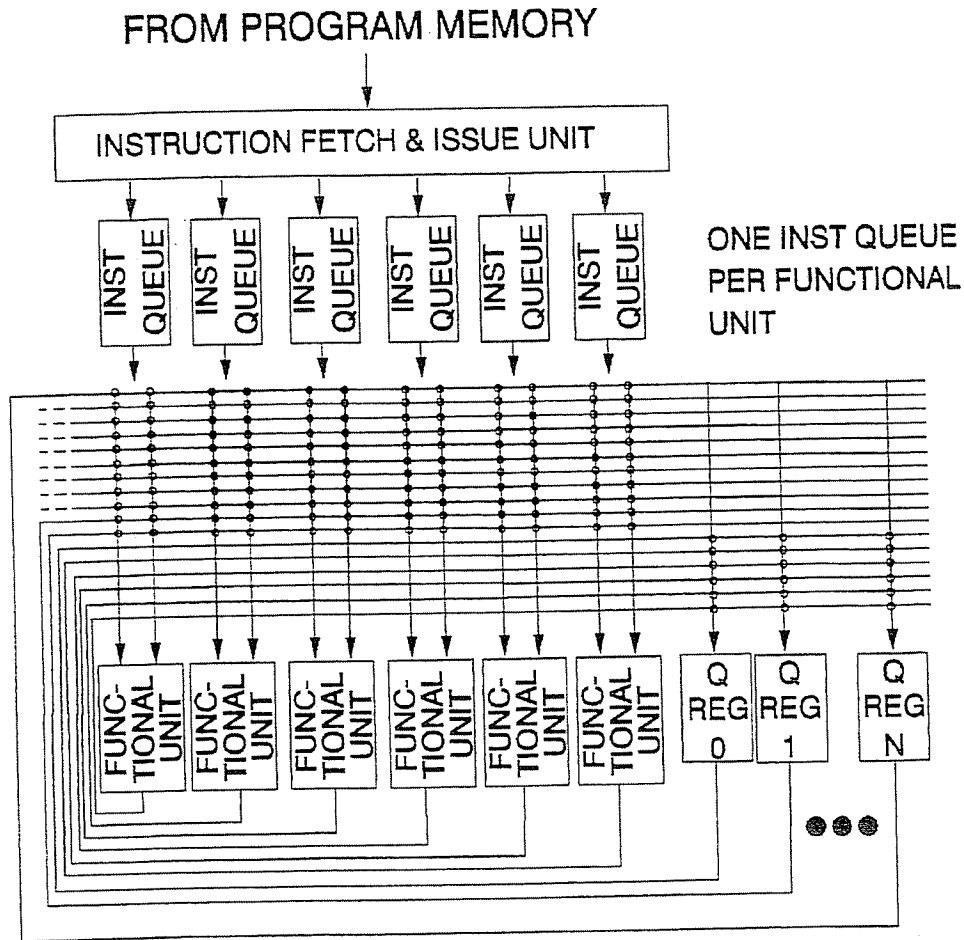 FROM PROGRAM MEMORY
INSTRUCTION FETCH & ISSUE UNIT
INST
QUEUE
INST
QUEUE
INST
QUEUE
INST
QUEUE
INST
QUEUE
INST
QUEUE
ONE INST QUEUE
PER FUNCTIONAL
UNIT
FUNC-
TIONAL
UNIT
FUNC-
TIONAL
UNIT
FUNC-
TIONAL
UNIT
FUNC-
TIONAL
UNIT
FUNC-
TIONAL
UNIT
FUNC-
TIONAL
UNIT
Q
REG
0
Q
REG
1
Q
REG
N